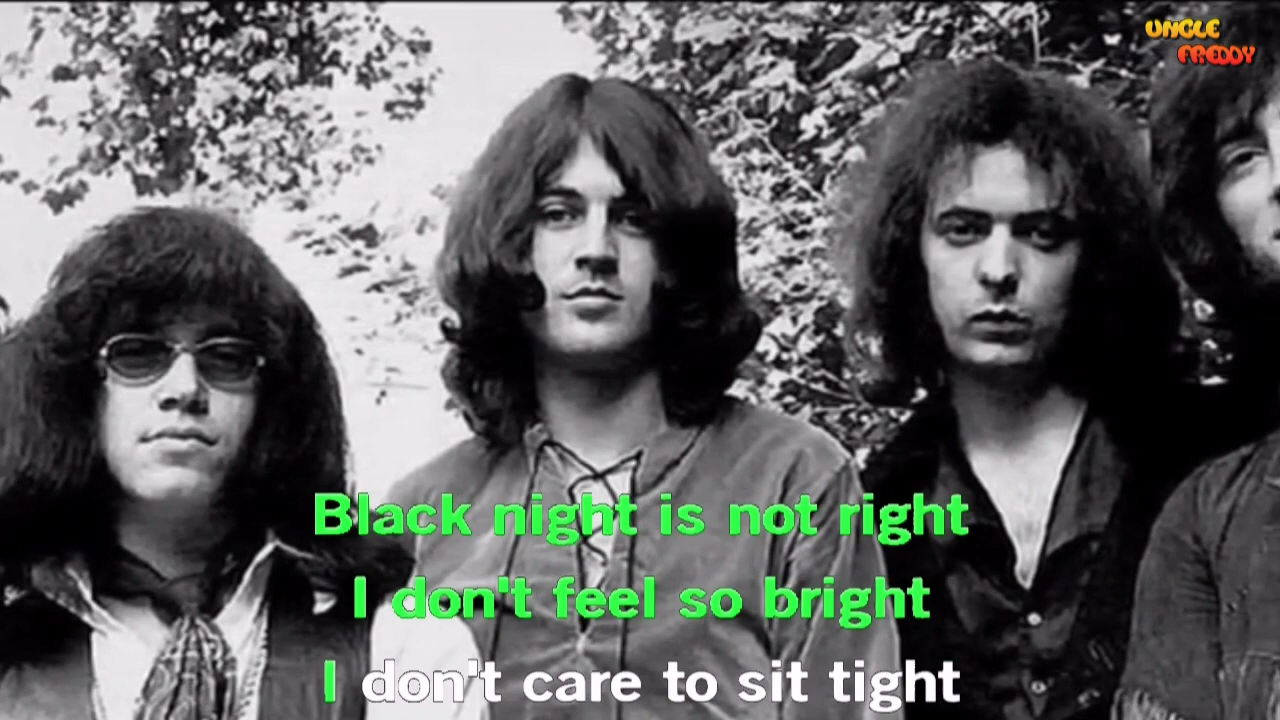 UNCLE
FREDDY
Black night is not right
I don't feel so bright
I don't care to sit tight